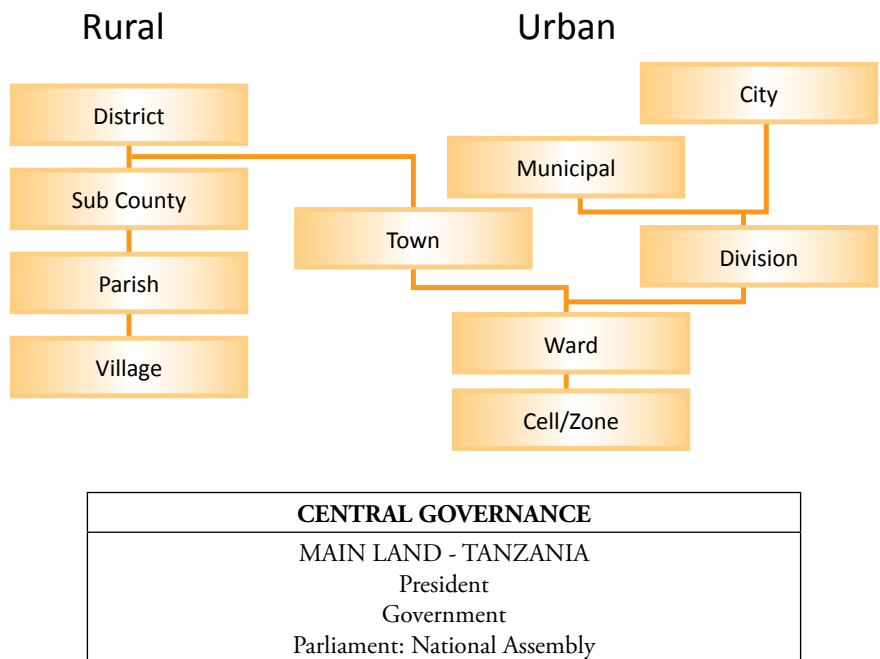 Rural
Urban
District
Sub County
Parish
Village
Town
City
Municipal
Division
Ward
Cell/Zone
CENTRAL GOVERNANCE
MAIN LAND - TANZANIA
President
Government
Parliament: National Assembly